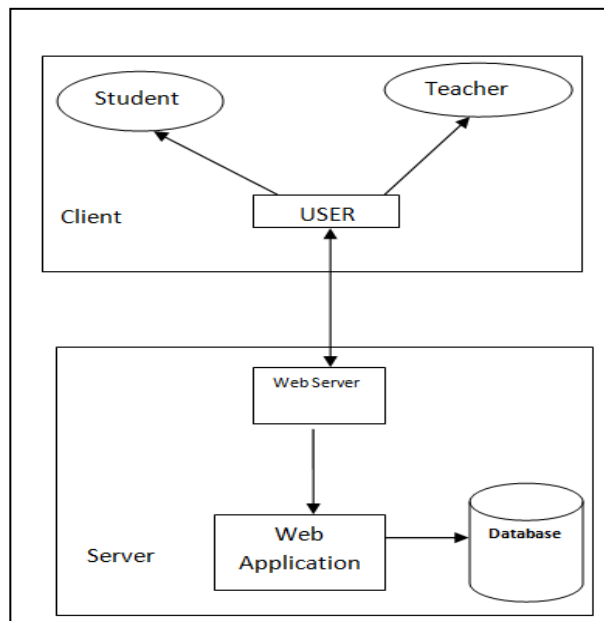 Student
Teacher
USER
Client
Web Server
Web
Application
Database
Server